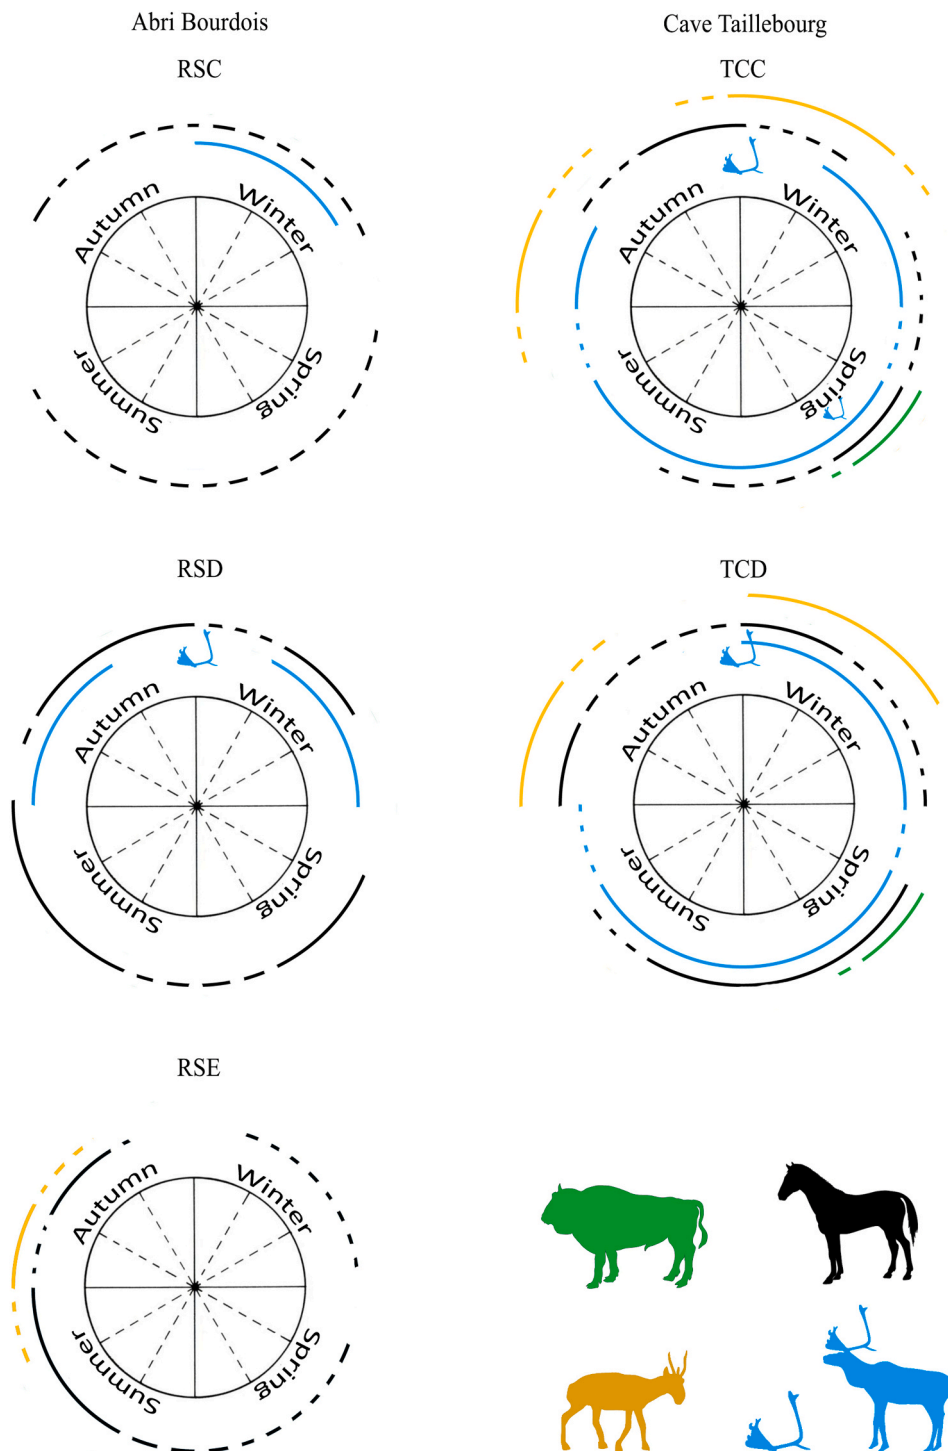 Abri Bourdois
Cave Taillebourg
RSC
TCC
Autumn
Winter
Summer
Spring
Autumn
Winter
Summer
Spring
RSD
TCD
Autumn
Winter
Summer
Spring
Autumn
Winter
Summer
Spring
RSE
Autumn
Winter
Summer
Spring